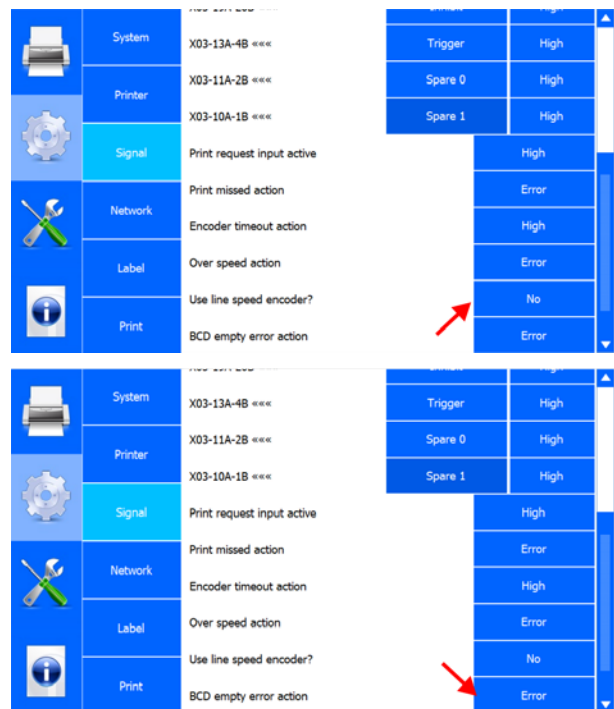 System
X03-13A-4B ««« Trigger High
X03-11A-2B ««« Spare 0 High
Printer
X03-10A-1B ««« Spare 1 High
Signal
Print request input active High
Print missed action Error
Network
Encoder timeout action High
Label
Over speed action Error
Use line speed encoder? No
Print
BCD empty error action Error
System
X03-13A-4B ««« Trigger High
X03-11A-2B ««« Spare 0 High
Printer
X03-10A-1B ««« Spare 1 High
Signal
Print request input active High
Print missed action Error
Network
Encoder timeout action High
Label
Over speed action Error
Use line speed encoder? No
Print
BCD empty error action Error